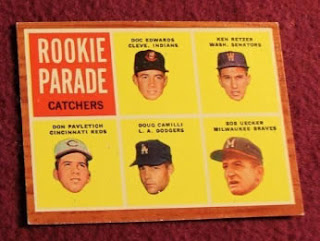 ROOKIE
PARADE
CATCHERS
DOC EDWARDS
CLEVE. INDIANS
KEN RETZER
WASH. SENATORS
DON PAVLETICH
CINCINNATI REDS
DOUG CAMILLI
L. A. DODGERS
BOB UECKER
MILWAUKEE BRAVES
W
C
LA
M